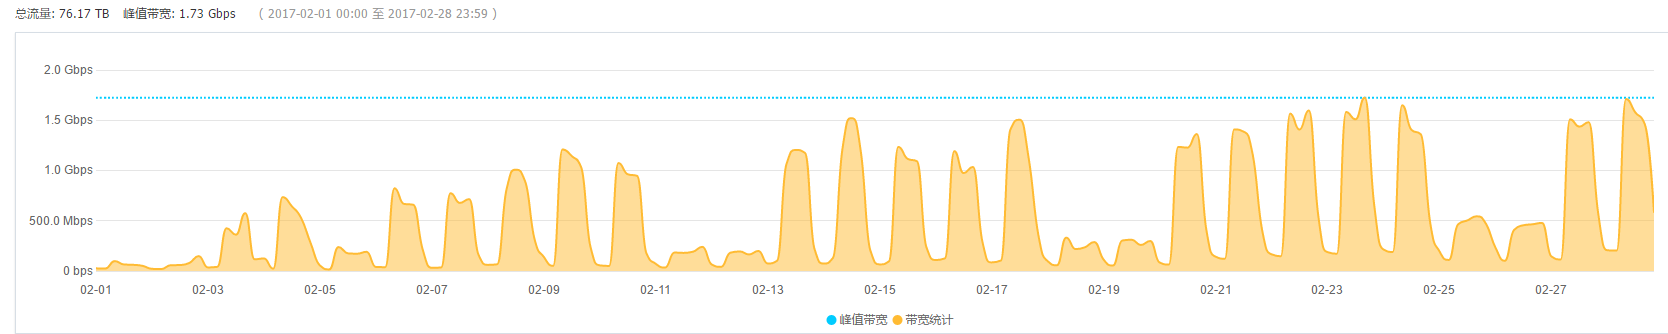 总流量: 76.17 TB 峰值带宽: 1.73 Gbps ( 2017-02-01 00:00 至 2017-02-28 23:59 )
2.0 Gbps
1.5 Gbps
1.0 Gbps
500.0 Mbps
0 bps
02-01 02-03 02-05 02-07 02-09 02-11 02-13 02-15 02-17 02-19 02-21 02-23 02-25 02-27
峰值带宽 带宽统计